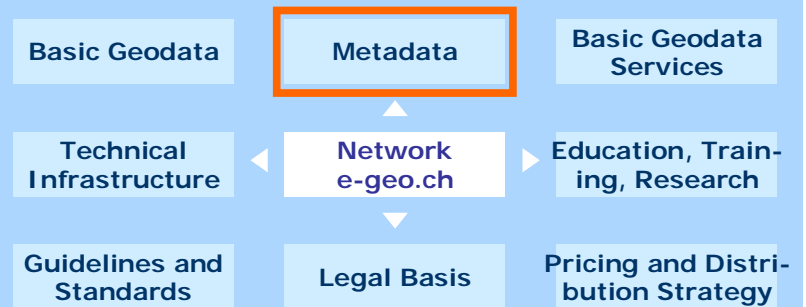 Basic Geodata
Metadata
Basic Geodata
Services
Technical
Infrastructure
Network
e-geo.ch
Education, Train-
ing, Research
Guidelines and
Standards
Legal Basis
Pricing and Distri-
bution Strategy